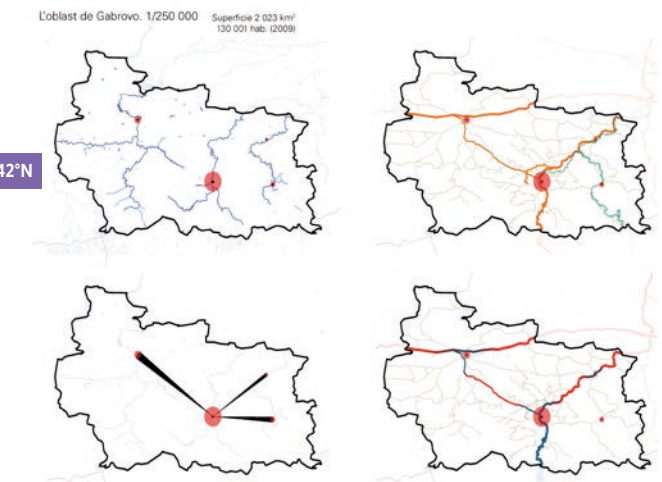 L'oblast de Gabrovo. 1/250 000
Superficie 2 023 km²
130 001 hab. (2009)
42°N